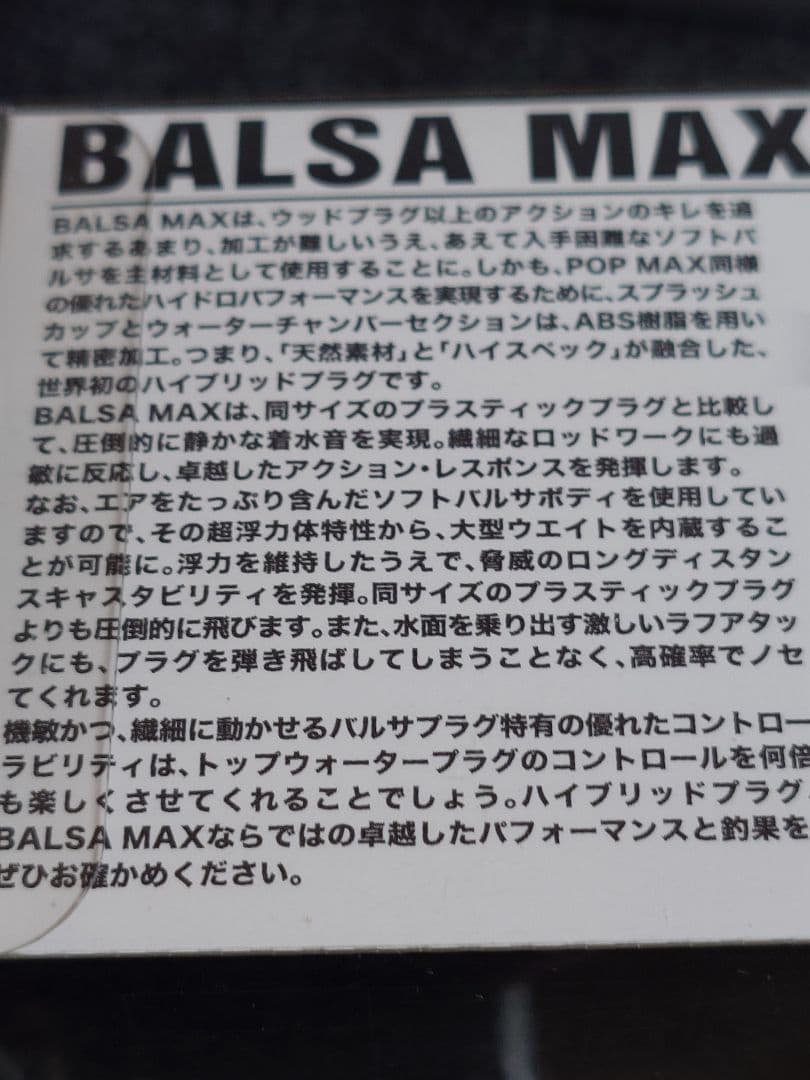 BALSA MAX
BALSA MAXは、ウッドプラグ以上のアクションのキレを追
求するあまり、加工が難しいうえ、あえて入手困難なソフトバ
ルサを主材料として使用することに。しかも、POP MAX同様
の優れたハイドロパフォーマンスを実現するために、スプラッシュ
カップとウォーターチャンバーセクションは、ABS樹脂を用い
て精密加工。つまり、「天然素材」と「ハイスペック」が融合した、
世界初のハイブリッドプラグです。
BALSA MAXは、同サイズのプラスティックプラグと比較し
て、圧倒的に静かな着水音を実現。繊細なロッドワークにも過
敏に反応し、卓越したアクション・レスポンスを発揮します。
なお、エアをたっぷり含んだソフトバルサボディを使用してい
ますので、その超浮力体特性から、大型ウエイトを内蔵するこ
とが可能に。浮力を維持したうえで、脅威のロングディスタン
スキャスタビリティを発揮。同サイズのプラスティックプラグ
よりも圧倒的に飛びます。また、水面を乗り出す激しいラフアタッ
クにも、プラグを弾き飛ばしてしまうことなく、高確率でノセ
てくれます。
機敏かつ、繊細に動かせるバルサプラグ特有の優れたコントロー
ラビリティは、トップウォータープラグのコントロールを何倍
も楽しくさせてくれることでしょう。ハイブリッドプラグ、
BALSA MAXならではの卓越したパフォーマンスと釣果を
ぜひお確かめください。